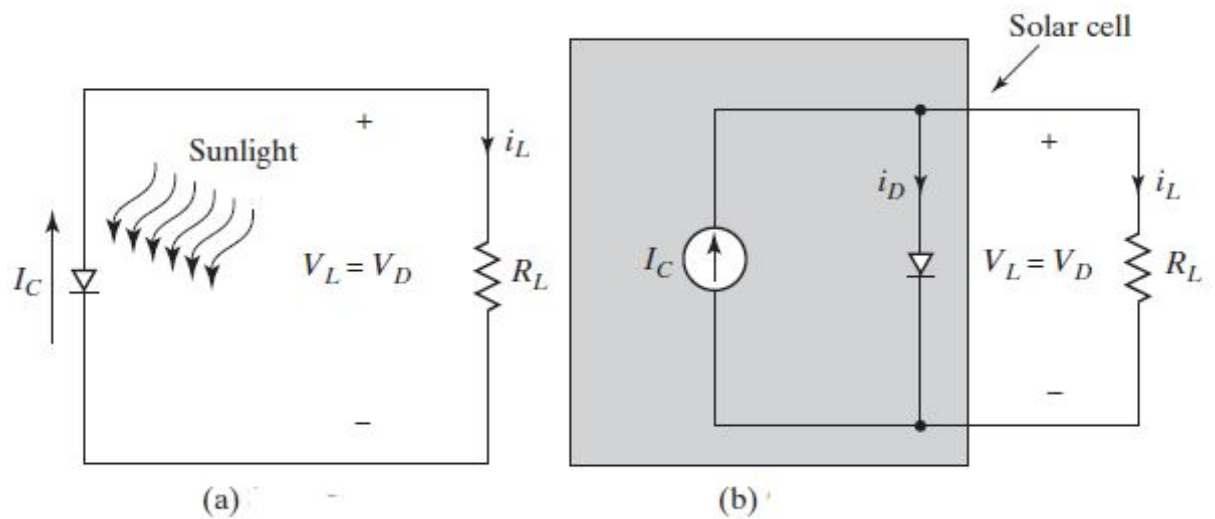 Solar cell
Sunlight
+
i_L
I_C
V_L = V_D
R_L
−
(a)
+
i_D
i_L
I_C
V_L = V_D
R_L
−
(b)